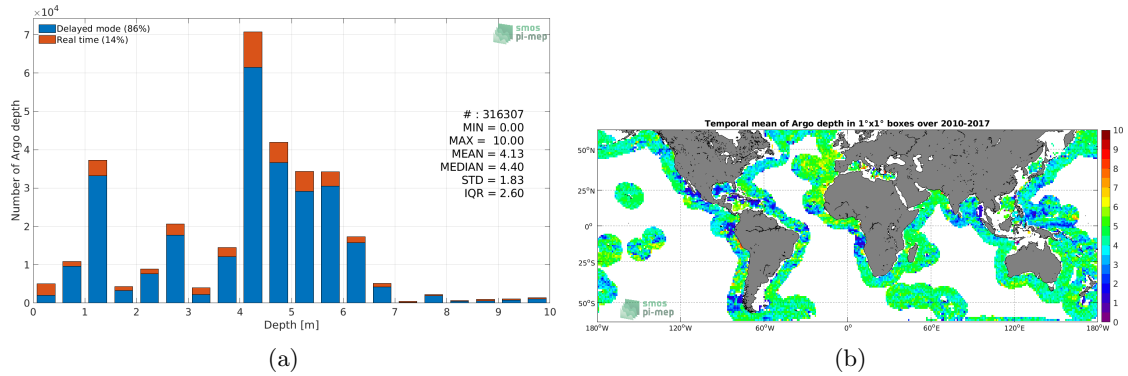 ×10⁴
7
6
5
4
3
2
1
0
Number of Argo depth
Delayed mode (86%)
Real time (14%)
smos
pi-mep
# : 316307
MIN = 0.00
MAX = 10.00
MEAN = 4.13
MEDIAN = 4.40
STD = 1.83
IQR = 2.60
0 1 2 3 4 5 6 7 8 9 10
Depth [m]
(a)
Temporal mean of Argo depth in 1°x1° boxes over 2010-2017
50°N
25°N
0°
25°S
50°S
smos
pi-mep
180°W 120°W 60°W 0° 60°E 120°E 180°W
10
9
8
7
6
5
4
3
2
1
0
(b)